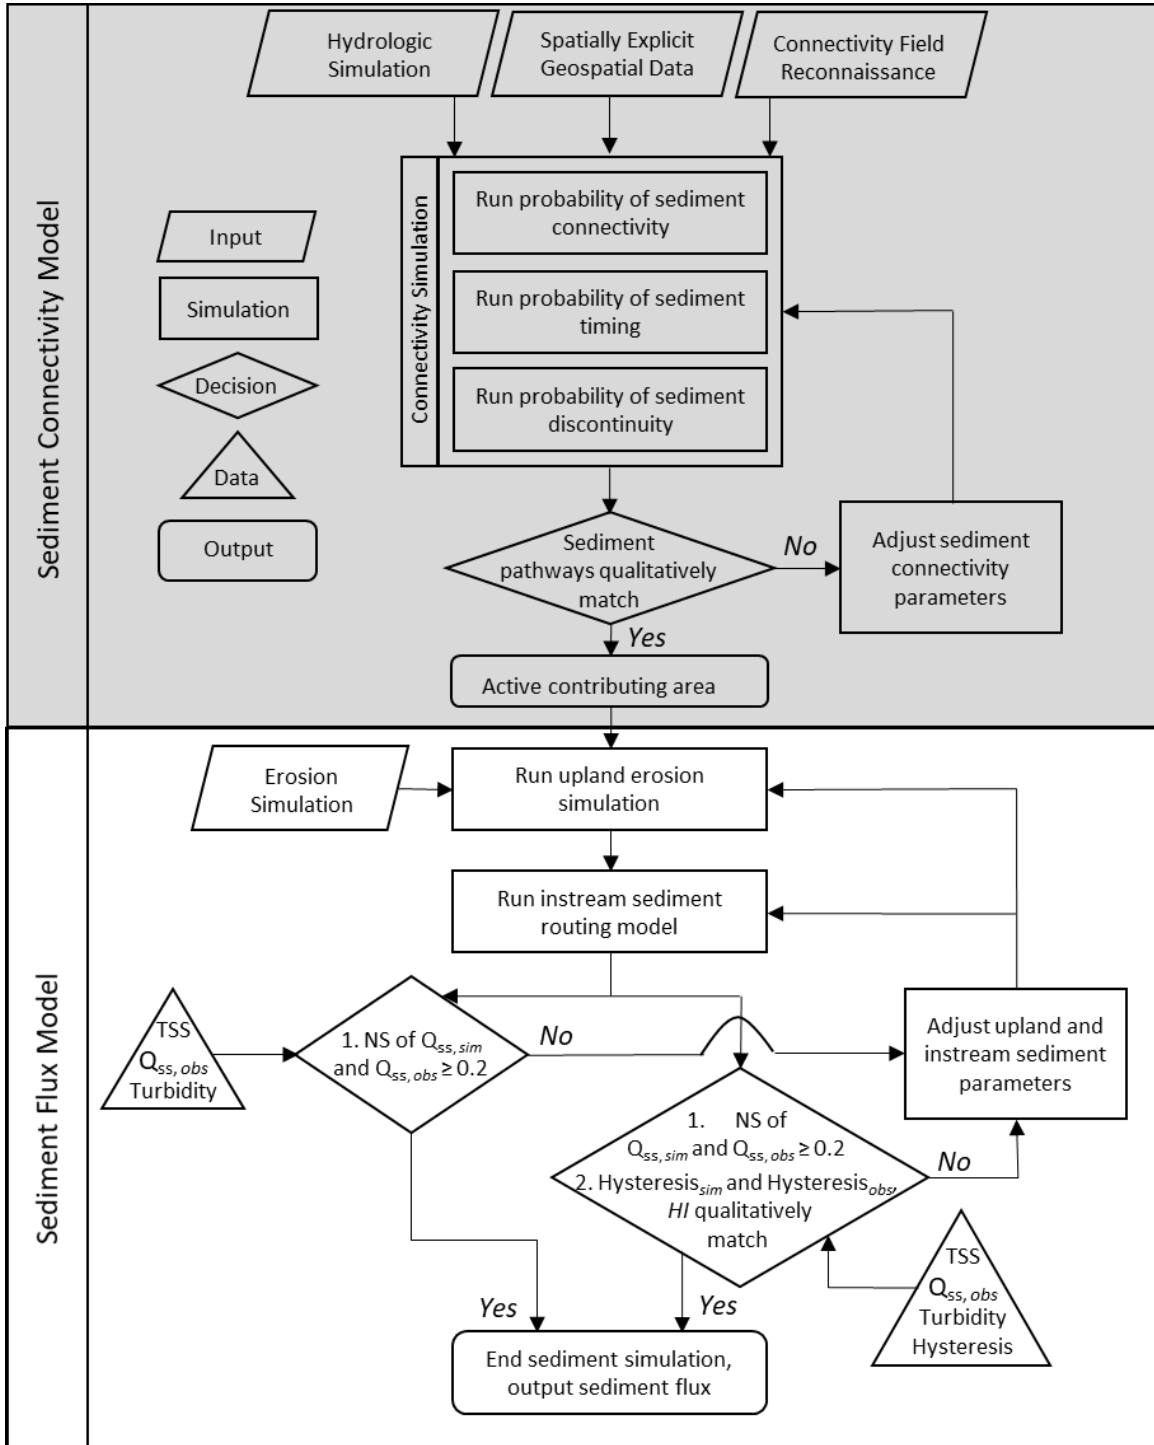 Sediment Connectivity Model
Hydrologic
Simulation
Spatially Explicit
Geospatial Data
Connectivity Field
Reconnaissance
Input
Simulation
Decision
Data
Output
Connectivity Simulation
Run probability of sediment
connectivity
Run probability of sediment
timing
Run probability of sediment
discontinuity
Sediment
pathways qualitatively
match
No
Adjust sediment
connectivity
parameters
Yes
Active contributing area
Sediment Flux Model
Erosion
Simulation
Run upland erosion
simulation
Run instream sediment
routing model
TSS
Qss,obs
Turbidity
1. NS of Qss,sim
and Qss,obs ≥ 0.2
No
Adjust upland and
instream sediment
parameters
1. NS of
Qss,sim and Qss,obs ≥ 0.2
2. Hysteresissim and Hysteresisobs,
HI qualitatively
match
No
TSS
Qss,obs
Turbidity
Hysteresis
Yes
Yes
End sediment simulation,
output sediment flux